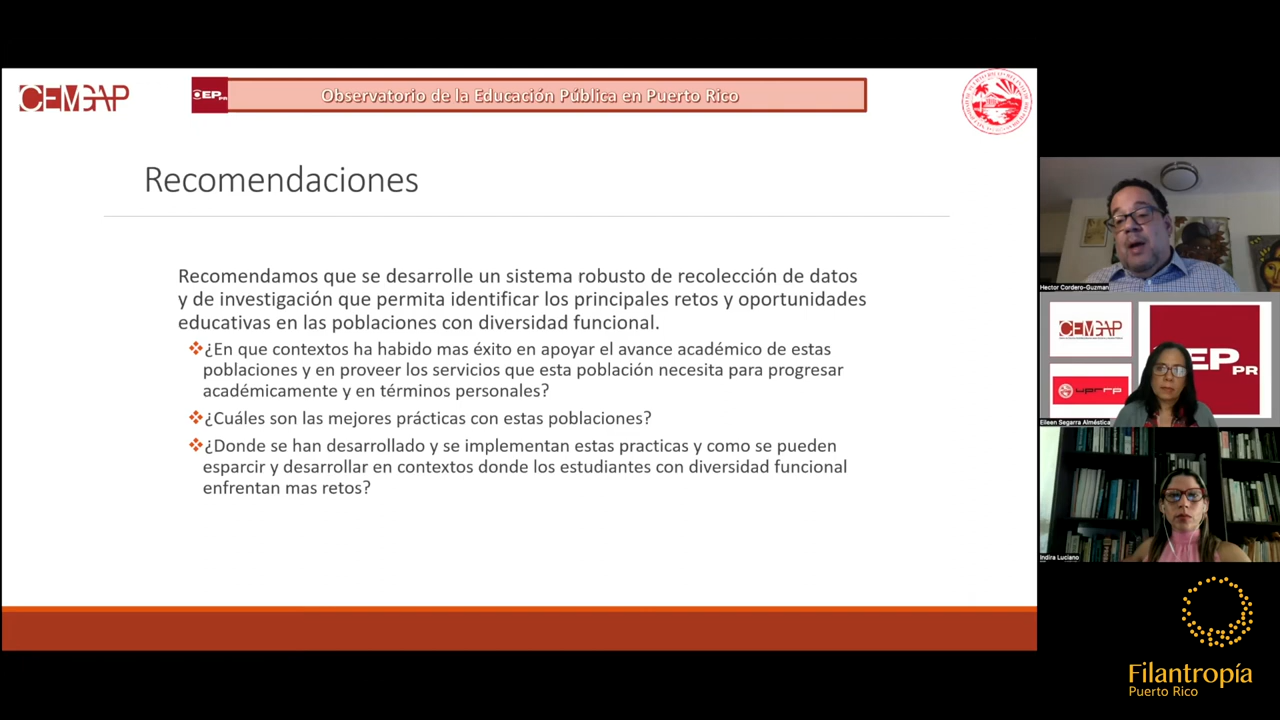 CEMGAP
OEP PR
Observatorio de la Educación Pública en Puerto Rico
Recomendaciones
Recomendamos que se desarrolle un sistema robusto de recolección de datos
y de investigación que permita identificar los principales retos y oportunidades
educativas en las poblaciones con diversidad funcional.
¿En que contextos ha habido mas éxito en apoyar el avance académico de estas
poblaciones y en proveer los servicios que esta población necesita para progresar
académicamente y en términos personales?
¿Cuáles son las mejores prácticas con estas poblaciones?
¿Donde se han desarrollado y se implementan estas practicas y como se pueden
esparcir y desarrollar en contextos donde los estudiantes con diversidad funcional
enfrentan mas retos?
Hector Cordero-Guzman
CEMGAP
EP PR
uprrp
Eileen Segarra Alméstica
Indira Luciano
Filantropía
Puerto Rico